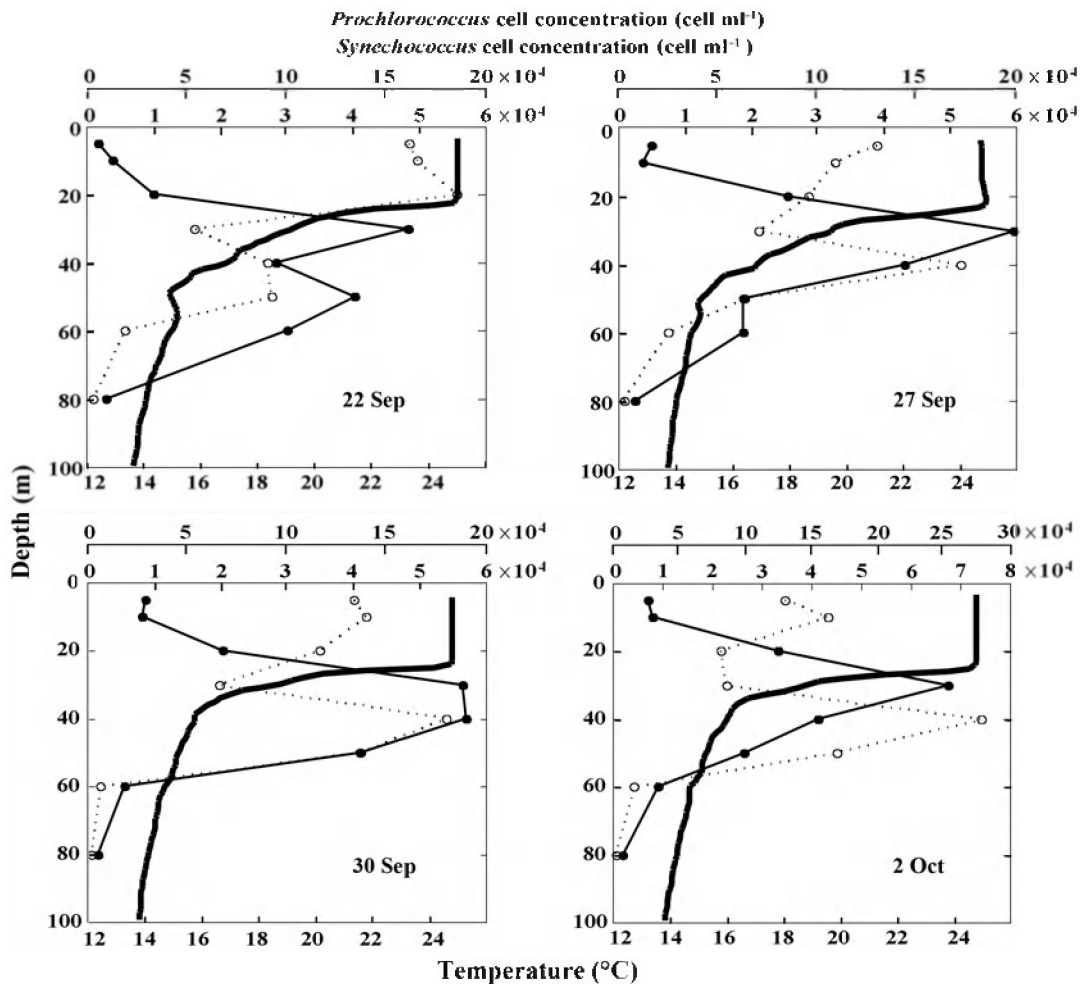 Prochlorococcus cell concentration (cell ml⁻¹)
Synechococcus cell concentration (cell ml⁻¹)
0 5 10 15 20 ×10⁴
0 1 2 3 4 5 6 ×10⁴
0 5 10 15 20 ×10⁴
0 1 2 3 4 5 6 ×10⁴
0
20
40
60
80
100
22 Sep
12 14 16 18 20 22 24
0
20
40
60
80
100
27 Sep
12 14 16 18 20 22 24
Depth (m)
0 5 10 15 20 ×10⁴
0 1 2 3 4 5 6 ×10⁴
0 5 10 15 20 25 30 ×10⁴
0 1 2 3 4 5 6 7 8 ×10⁴
0
20
40
60
80
100
30 Sep
12 14 16 18 20 22 24
0
20
40
60
80
100
2 Oct
12 14 16 18 20 22 24
Temperature (°C)